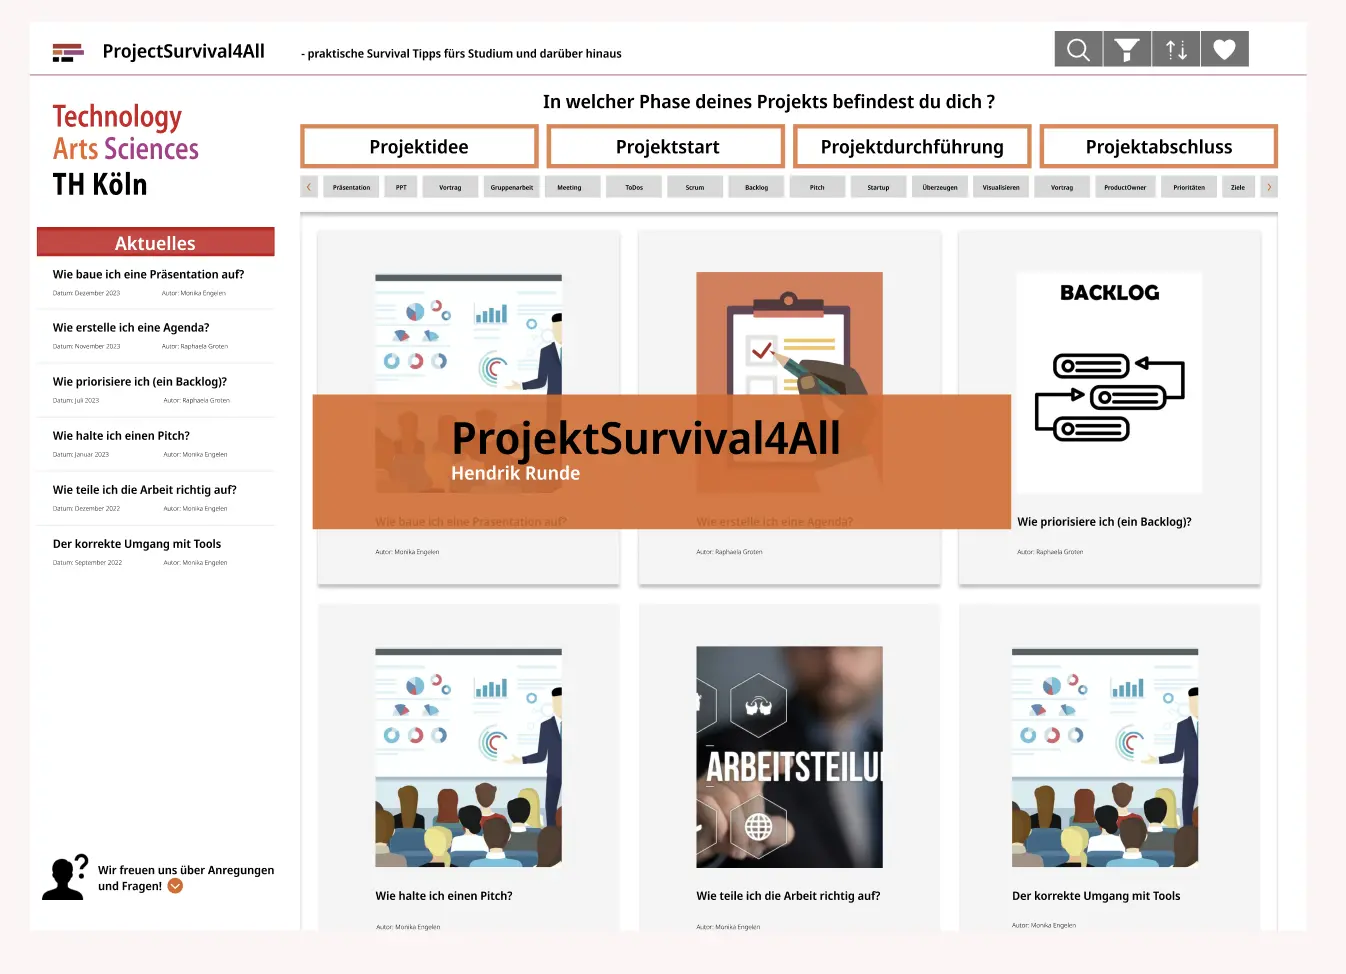 ProjectSurvival4All
- praktische Survival Tipps fürs Studium und darüber hinaus
Technology
Arts Sciences
TH Köln
In welcher Phase deines Projekts befindest du dich ?
Projektidee
Projektstart
Projektdurchführung
Projektabschluss
Präsentation
PPT
Vortrag
Gruppenarbeit
Meeting
ToDos
Scrum
Backlog
Pitch
Startup
Überzeugen
Visualisieren
Vortrag
ProductOwner
Prioritäten
Ziele
Aktuelles
Wie baue ich eine Präsentation auf?
Datum: Dezember 2023 Autor: Monika Engelen
Wie erstelle ich eine Agenda?
Datum: November 2023 Autor: Raphaela Groten
Wie priorisiere ich (ein Backlog)?
Datum: Juli 2023 Autor: Raphaela Groten
Wie halte ich einen Pitch?
Datum: Januar 2023 Autor: Monika Engelen
Wie teile ich die Arbeit richtig auf?
Datum: Dezember 2022 Autor: Monika Engelen
Der korrekte Umgang mit Tools
Datum: September 2022 Autor: Monika Engelen
Wir freuen uns über Anregungen
und Fragen!
BACKLOG
ProjektSurvival4All
Hendrik Runde
Wie baue ich eine Präsentation auf?
Autor: Monika Engelen
Wie erstelle ich eine Agenda?
Autor: Raphaela Groten
Wie priorisiere ich (ein Backlog)?
Autor: Raphaela Groten
ARBEITSTEILU
Wie halte ich einen Pitch?
Autor: Monika Engelen
Wie teile ich die Arbeit richtig auf?
Autor: Monika Engelen
Der korrekte Umgang mit Tools
Autor: Monika Engelen